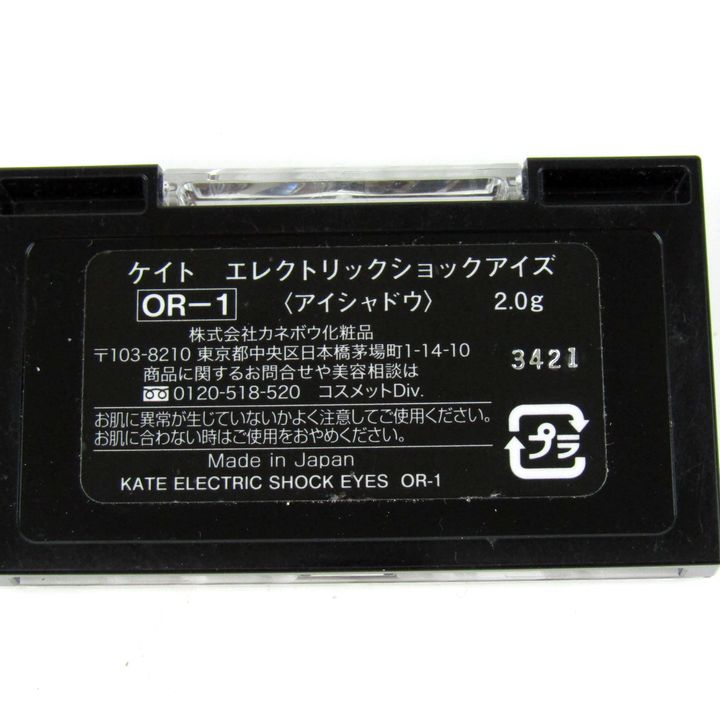 ケイト　エレクトリックショックアイズ
OR−1　〈アイシャドウ〉　2.0g
株式会社カネボウ化粧品
〒103-8210 東京都中央区日本橋茅場町1-14-10
商品に関するお問合せや美容相談は
0120-518-520　コスメットDiv.
3421
お肌に異常が生じていないかよく注意してご使用ください。
お肌に合わない時はご使用をおやめください。
プラ
Made in Japan
KATE ELECTRIC SHOCK EYES OR-1